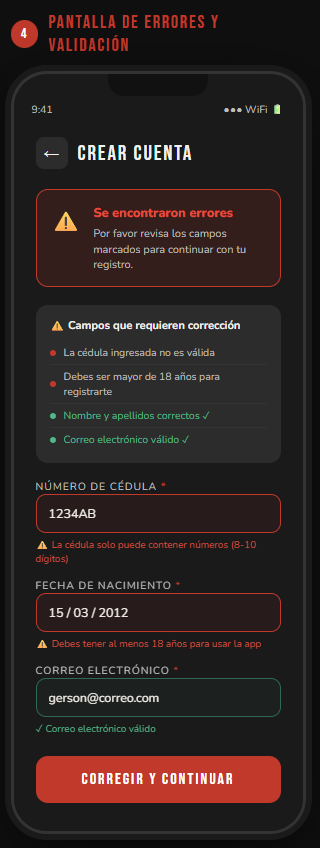 4
PANTALLA DE ERRORES Y
VALIDACIÓN
9:41
●●● WiFi 🔋
← CREAR CUENTA
⚠️ Se encontraron errores
Por favor revisa los campos
marcados para continuar con tu
registro.
⚠️ Campos que requieren corrección
● La cédula ingresada no es válida
● Debes ser mayor de 18 años para
registrarte
● Nombre y apellidos correctos ✓
● Correo electrónico válido ✓
NÚMERO DE CÉDULA *
1234AB
⚠️ La cédula solo puede contener números (8-10
dígitos)
FECHA DE NACIMIENTO *
15 / 03 / 2012
⚠️ Debes tener al menos 18 años para usar la app
CORREO ELECTRÓNICO *
gerson@correo.com
✓ Correo electrónico válido
CORREGIR Y CONTINUAR